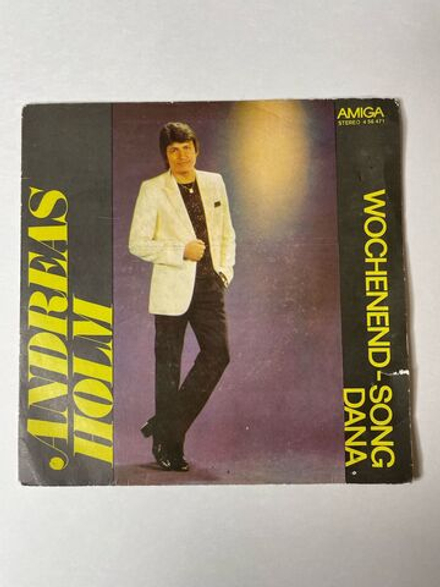 ANDREAS
HOLM
AMIGA
STEREO 4 56 471
WOCHENEND-SONG
DANA